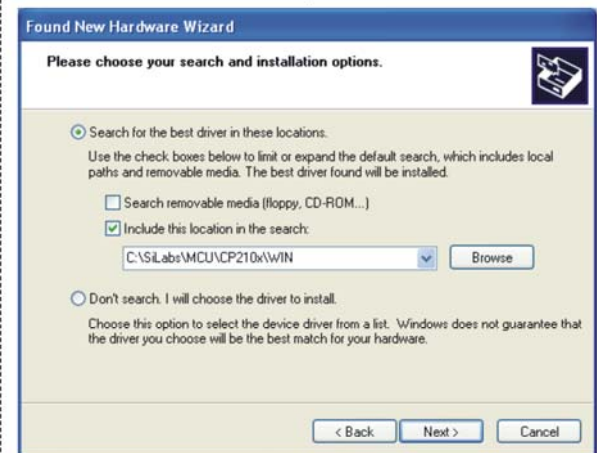 Found New Hardware Wizard
Please choose your search and installation options.
Search for the best driver in these locations.
Use the check boxes below to limit or expand the default search, which includes local
paths and removable media. The best driver found will be installed.
Search removable media (floppy, CD-ROM...)
Include this location in the search:
C:\SiLabs\MCU\CP210x\WIN
Browse
Don't search. I will choose the driver to install.
Choose this option to select the device driver from a list. Windows does not guarantee that
the driver you choose will be the best match for your hardware.
< Back Next > Cancel